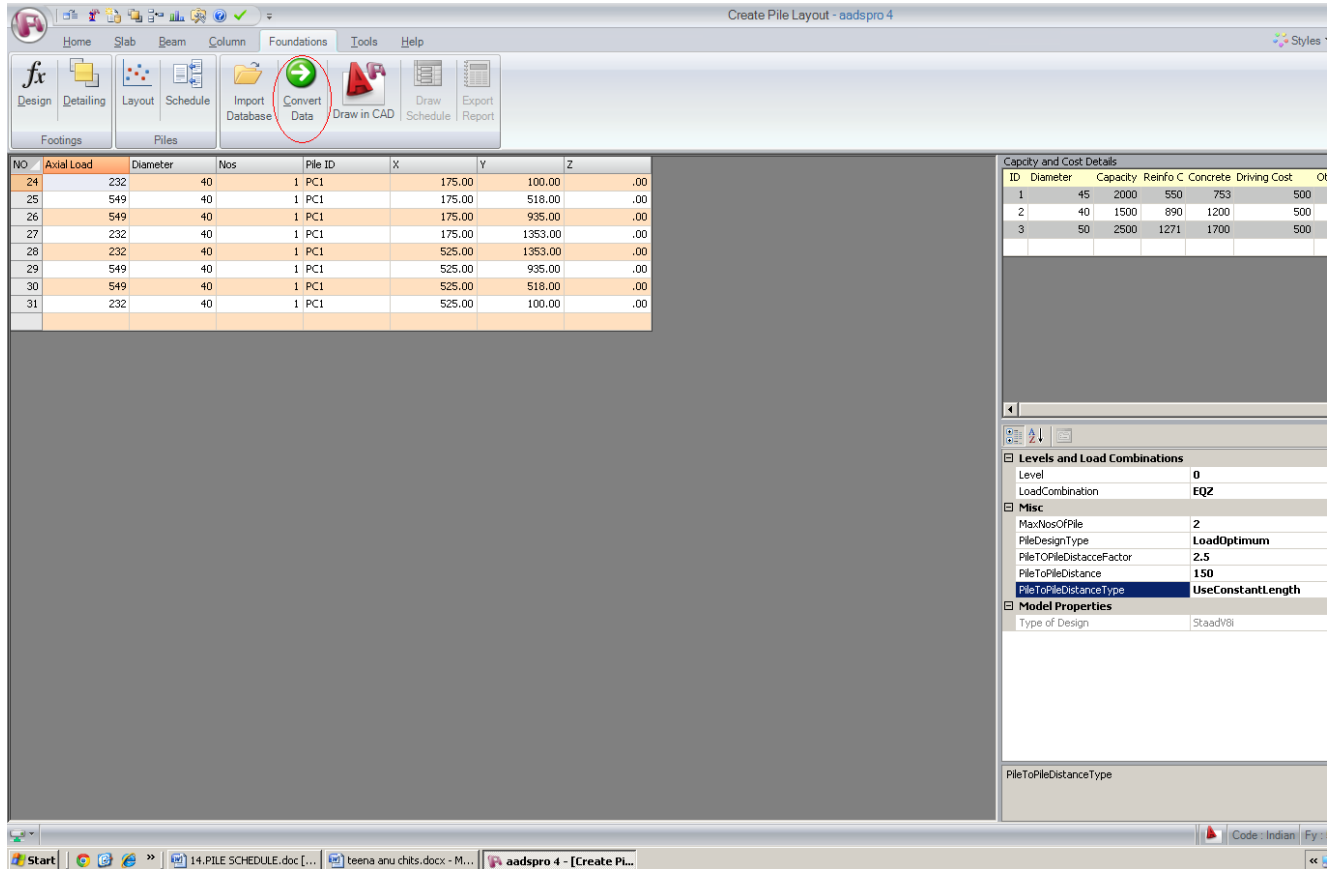 Create Pile Layout - aadspro 4
Home Slab Beam Column Foundations Tools Help Styles
fx
Design Detailing Layout Schedule Import Database Convert Data Draw in CAD Draw Schedule Export Report
Footings Piles
NO Axial Load Diameter Nos Pile ID X Y Z
24 232 40 1 PC1 175.00 100.00 .00
25 549 40 1 PC1 175.00 518.00 .00
26 549 40 1 PC1 175.00 935.00 .00
27 232 40 1 PC1 175.00 1353.00 .00
28 232 40 1 PC1 525.00 1353.00 .00
29 549 40 1 PC1 525.00 935.00 .00
30 549 40 1 PC1 525.00 518.00 .00
31 232 40 1 PC1 525.00 100.00 .00
Capcity and Cost Details
ID Diameter Capacity Reinfo C Concrete Driving Cost Ot
1 45 2000 550 753 500
2 40 1500 890 1200 500
3 50 2500 1271 1700 500
Levels and Load Combinations
Level 0
LoadCombination EQZ
Misc
MaxNosOfPile 2
PileDesignType LoadOptimum
PileTOPileDistacceFactor 2.5
PileToPileDistance 150
PileToPileDistanceType UseConstantLength
Model Properties
Type of Design StaadV8i
PileToPileDistanceType
Code : Indian Fy :
Start » 14.PILE SCHEDULE.doc [... teena anu chits.docx - M... aadspro 4 - [Create Pi... «